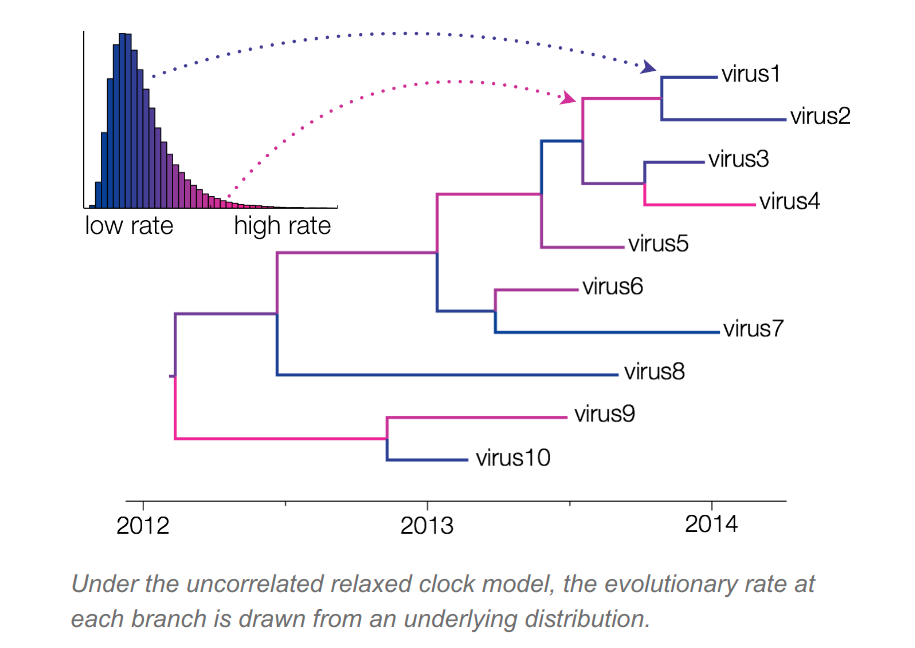 virus1
virus2
virus3
virus4
low rate
high rate
virus5
virus6
virus7
virus8
virus9
virus10
2012
2013
2014
Under the uncorrelated relaxed clock model, the evolutionary rate at
each branch is drawn from an underlying distribution.